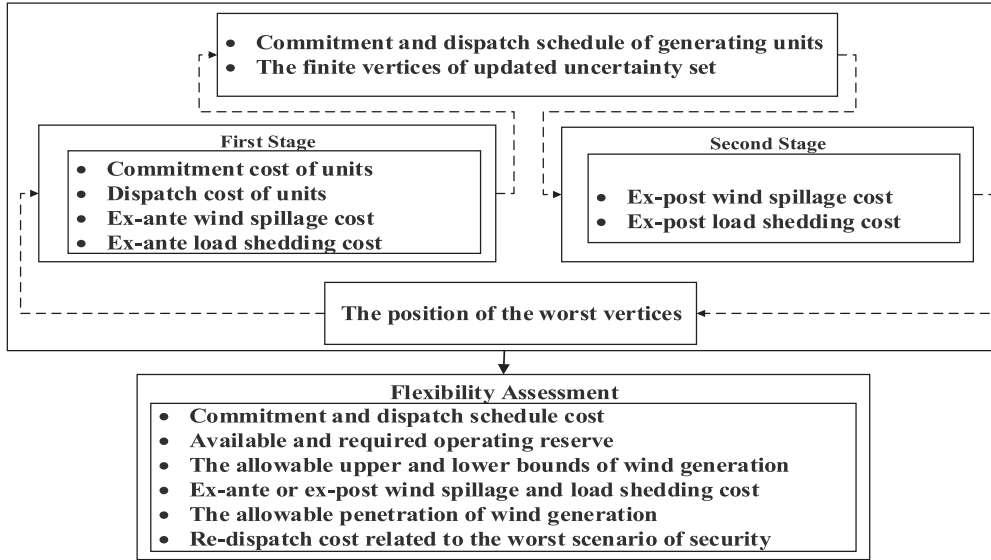 • Commitment and dispatch schedule of generating units
• The finite vertices of updated uncertainty set
First Stage
• Commitment cost of units
• Dispatch cost of units
• Ex-ante wind spillage cost
• Ex-ante load shedding cost
Second Stage
• Ex-post wind spillage cost
• Ex-post load shedding cost
The position of the worst vertices
Flexibility Assessment
• Commitment and dispatch schedule cost
• Available and required operating reserve
• The allowable upper and lower bounds of wind generation
• Ex-ante or ex-post wind spillage and load shedding cost
• The allowable penetration of wind generation
• Re-dispatch cost related to the worst scenario of security